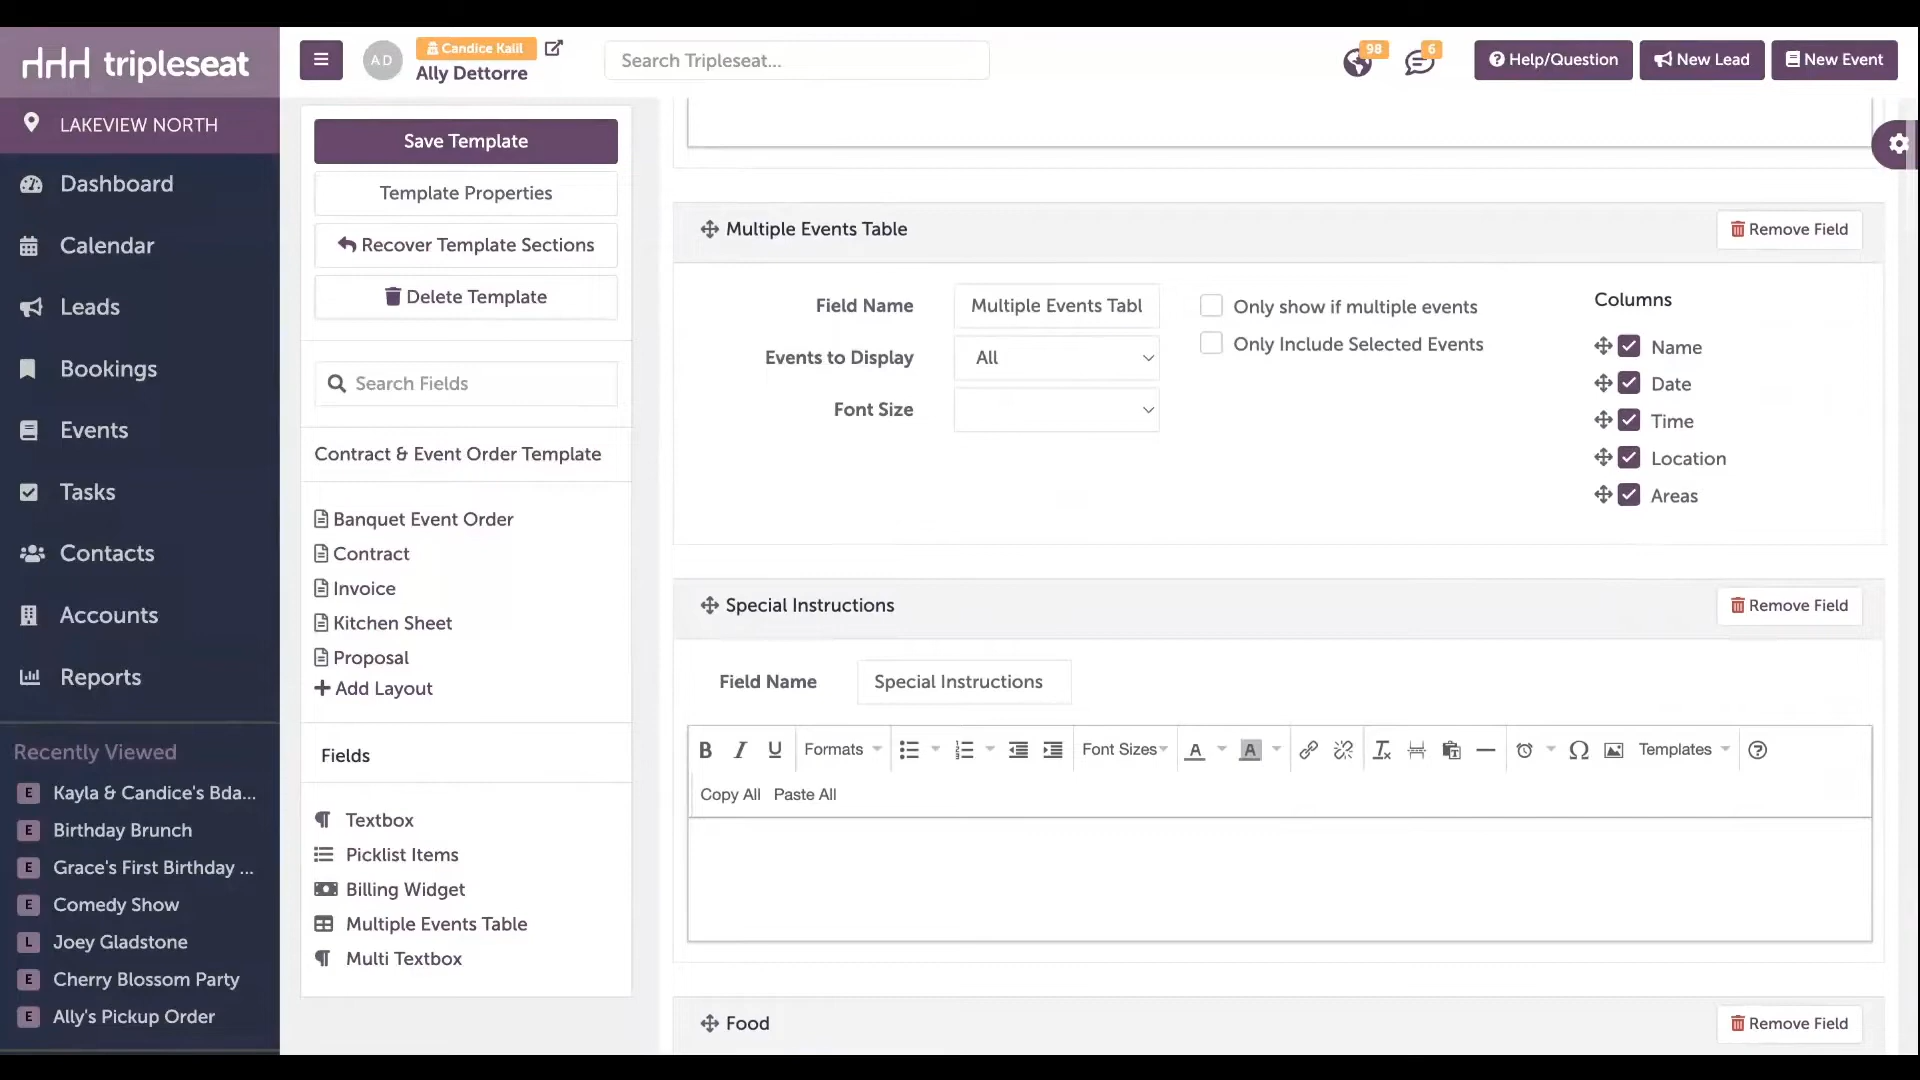 tripleseat
LAKEVIEW NORTH
Dashboard
Calendar
Leads
Bookings
Events
Tasks
Contacts
Accounts
Reports
Recently Viewed
E Kayla & Candice's Bda...
E Birthday Brunch
E Grace's First Birthday ...
E Comedy Show
L Joey Gladstone
E Cherry Blossom Party
E Ally's Pickup Order
AD
Candice Kalil
Ally Dettorre
Search Tripleseat...
98
6
Help/Question
New Lead
New Event
Save Template
Template Properties
Recover Template Sections
Delete Template
Search Fields
Contract & Event Order Template
Banquet Event Order
Contract
Invoice
Kitchen Sheet
Proposal
Add Layout
Fields
Textbox
Picklist Items
Billing Widget
Multiple Events Table
Multi Textbox
Multiple Events Table
Remove Field
Field Name
Multiple Events Tabl
Events to Display
All
Font Size
Only show if multiple events
Only Include Selected Events
Columns
Name
Date
Time
Location
Areas
Special Instructions
Remove Field
Field Name
Special Instructions
B I U Formats Font Sizes A A Templates
Copy All Paste All
Food
Remove Field